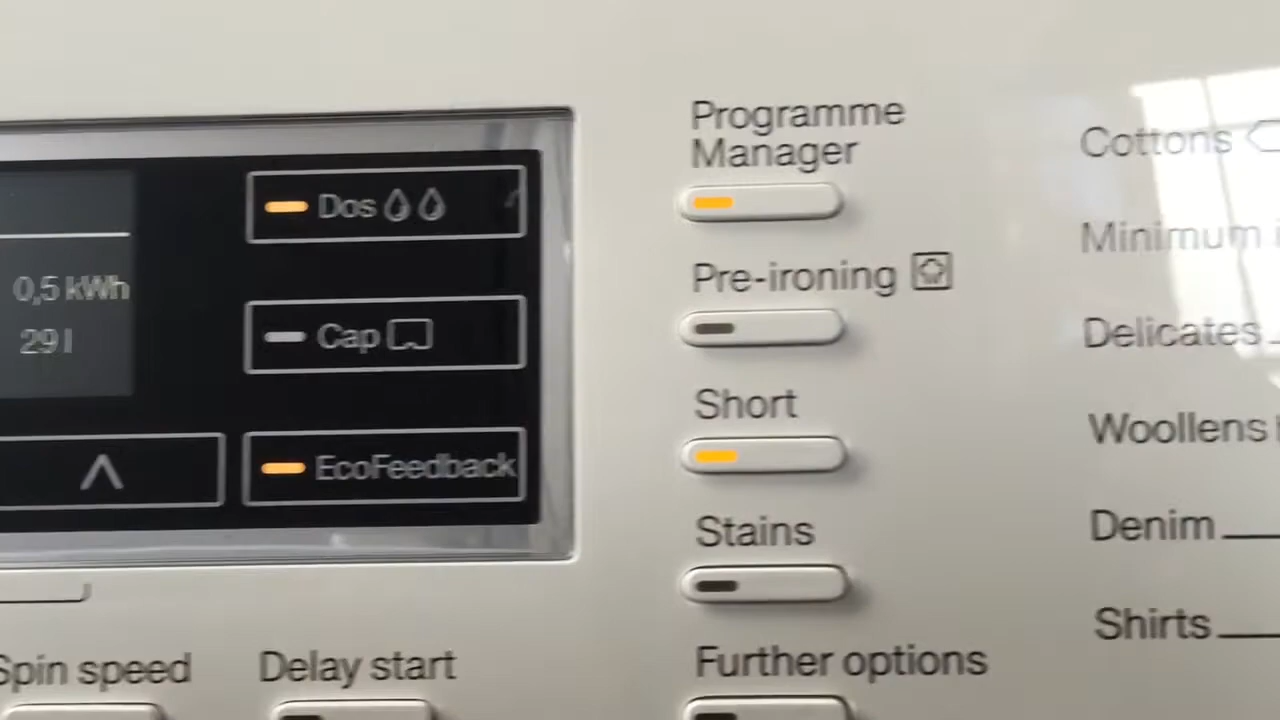 Dos
0,5 kWh
29 l
Cap
EcoFeedback
Spin speed
Delay start
Programme
Manager
Pre-ironing
Short
Stains
Further options
Cottons
Minimum
Delicates
Woollens
Denim
Shirts